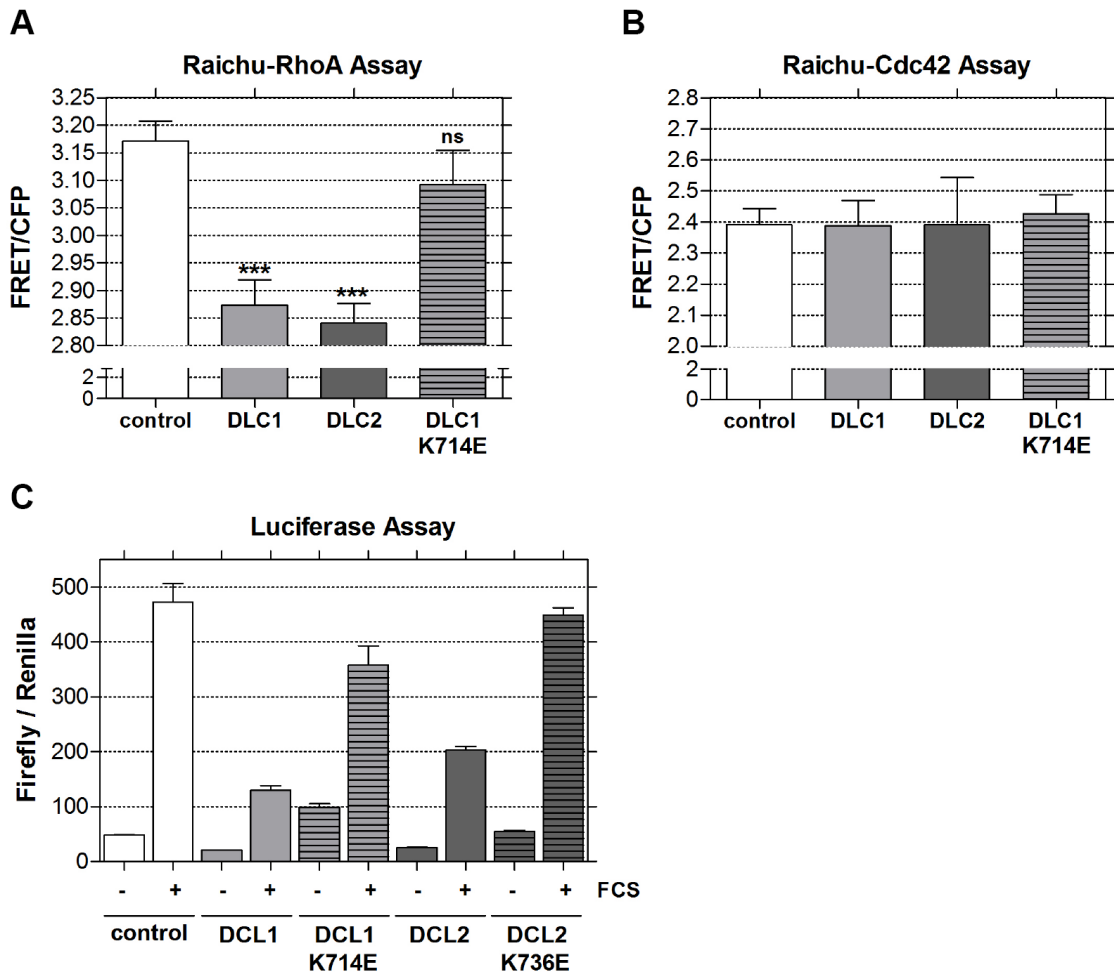 A
Raichu-RhoA Assay
FRET/CFP
3.25
3.20
3.15
3.10
3.05
3.00
2.95
2.90
2.85
2.80
2
0
***
***
ns
control DLC1 DLC2 DLC1
K714E
B
Raichu-Cdc42 Assay
FRET/CFP
2.8
2.7
2.6
2.5
2.4
2.3
2.2
2.1
2.0
2
0
control DLC1 DLC2 DLC1
K714E
C
Luciferase Assay
Firefly / Renilla
500
400
300
200
100
0
- + - + - + - + - + FCS
control DCL1 DCL1 DCL2 DCL2
K714E K736E